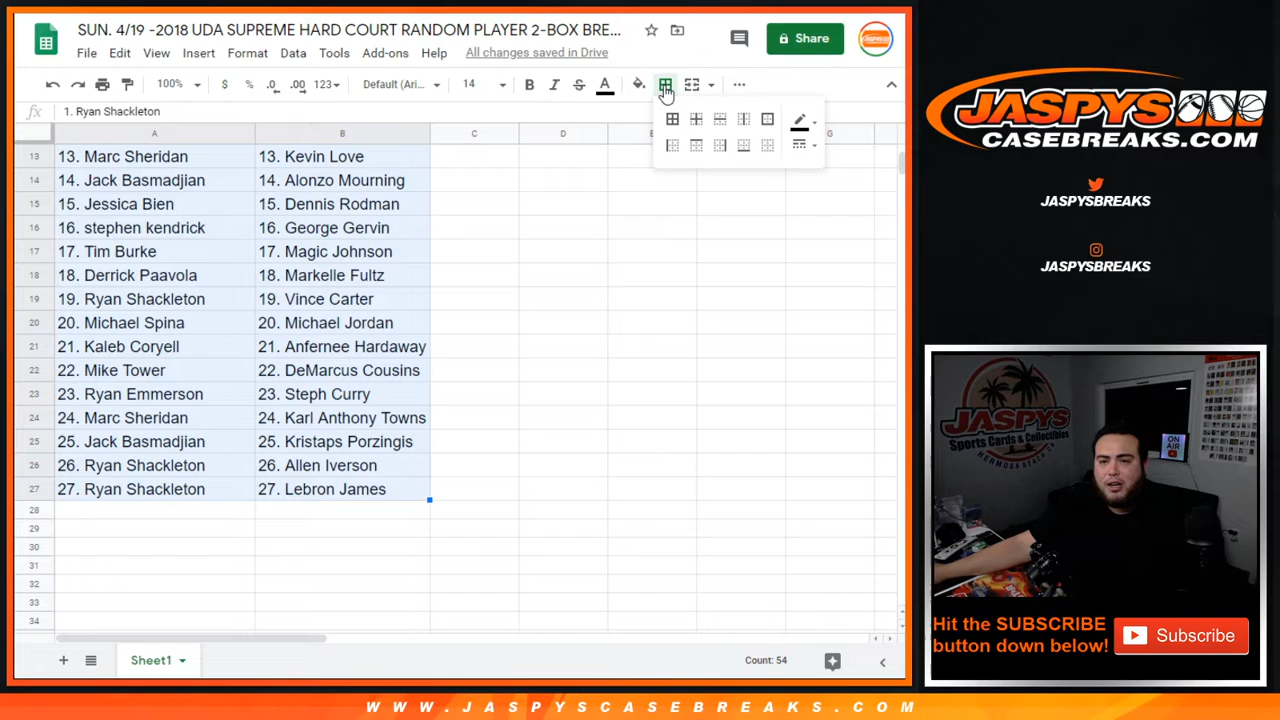 SUN. 4/19 -2018 UDA SUPREME HARD COURT RANDOM PLAYER 2-BOX BRE...
File Edit View Insert Format Data Tools Add-ons Help All changes saved in Drive
Share
100% $ % .0 .00 123 Default (Ari... 14 B I S A
fx 1. Ryan Shackleton
A B C D G
13 13. Marc Sheridan 13. Kevin Love
14 14. Jack Basmadjian 14. Alonzo Mourning
15 15. Jessica Bien 15. Dennis Rodman
16 16. stephen kendrick 16. George Gervin
17 17. Tim Burke 17. Magic Johnson
18 18. Derrick Paavola 18. Markelle Fultz
19 19. Ryan Shackleton 19. Vince Carter
20 20. Michael Spina 20. Michael Jordan
21 21. Kaleb Coryell 21. Anfernee Hardaway
22 22. Mike Tower 22. DeMarcus Cousins
23 23. Ryan Emmerson 23. Steph Curry
24 24. Marc Sheridan 24. Karl Anthony Towns
25 25. Jack Basmadjian 25. Kristaps Porzingis
26 26. Ryan Shackleton 26. Allen Iverson
27 27. Ryan Shackleton 27. Lebron James
28
29
30
31
32
33
34
Sheet1
Count: 54
JASPYS
CASEBREAKS.COM
JASPYSBREAKS
JASPYSBREAKS
JASPYS
Sports Cards & Collectibles
HERMOSA BEACH, CA
ON AIR
Hit the SUBSCRIBE
button down below!
Subscribe
WWW.JASPYSCASEBREAKS.COM